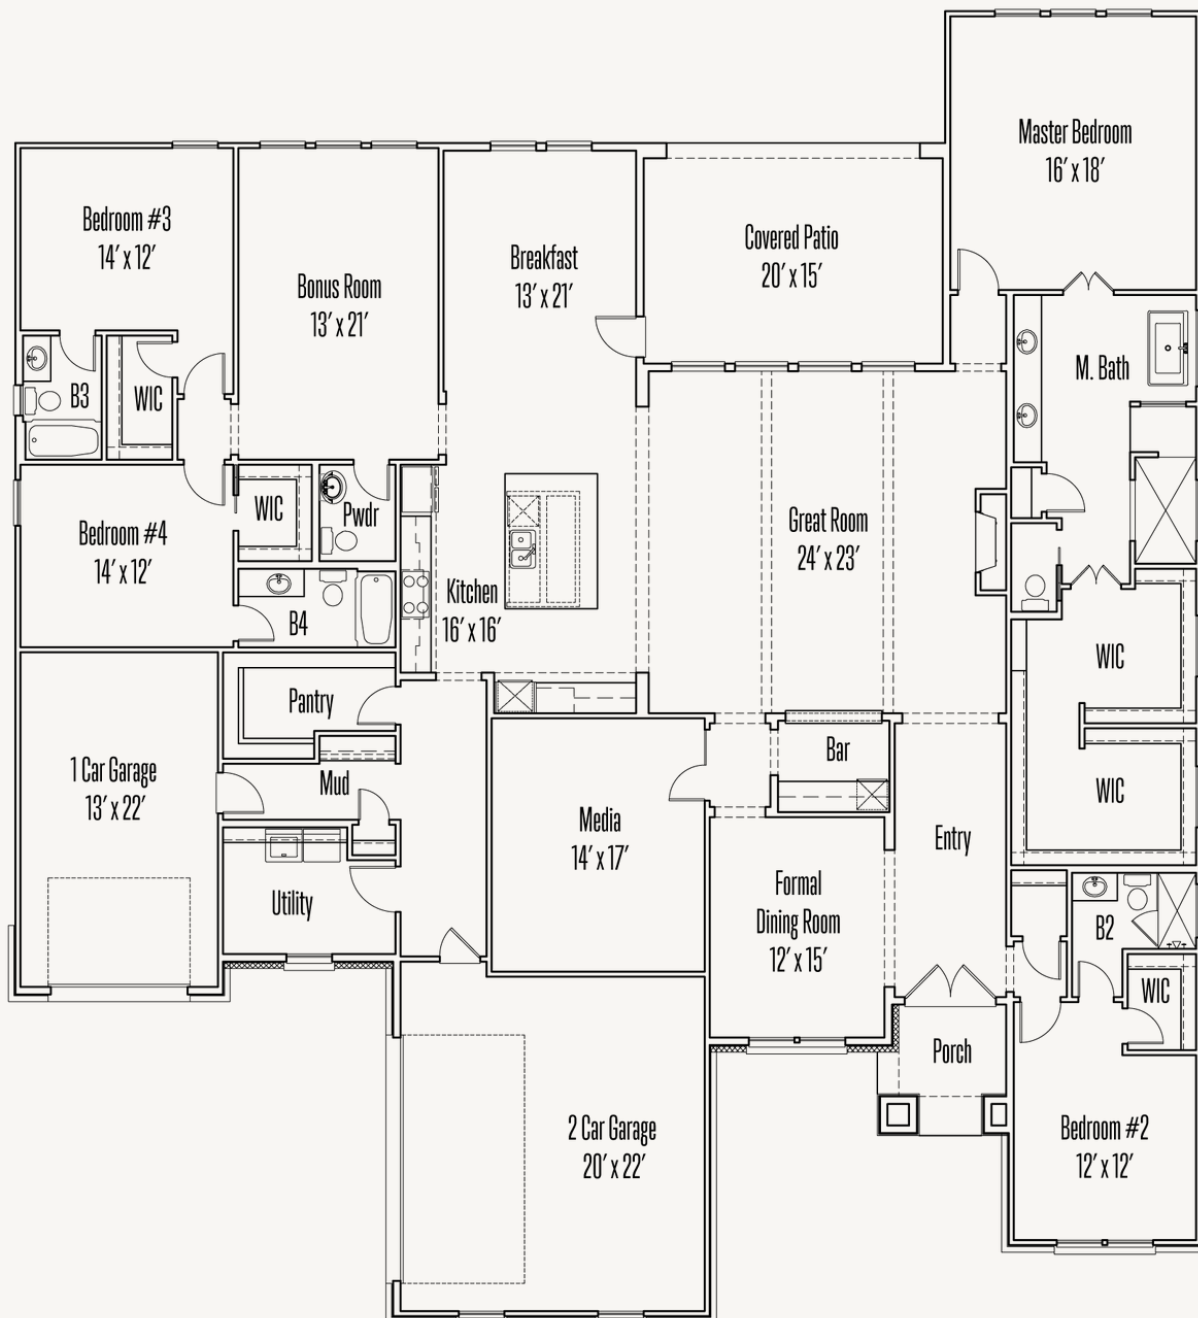 Master Bedroom
16' x 18'
Bedroom #3
14' x 12'
Bonus Room
13' x 21'
Breakfast
13' x 21'
Covered Patio
20' x 15'
M. Bath
B3
WIC
WIC
Pwdr
Bedroom #4
14' x 12'
B4
Kitchen
16' x 16'
Great Room
24' x 23'
WIC
WIC
Pantry
Mud
1 Car Garage
13' x 22'
Utility
Media
14' x 17'
Bar
Entry
Formal
Dining Room
12' x 15'
B2
WIC
Porch
2 Car Garage
20' x 22'
Bedroom #2
12' x 12'